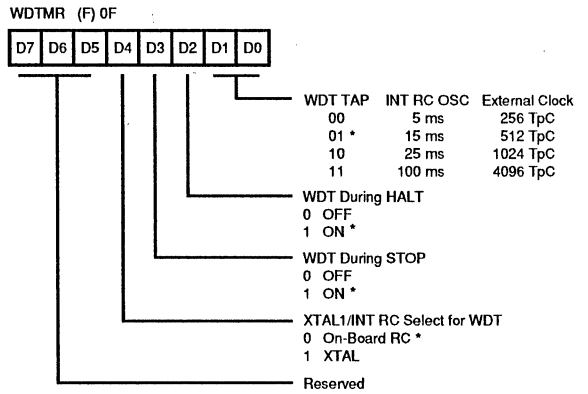 WDTMR (F) 0F
D7 D6 D5 D4 D3 D2 D1 D0
WDT TAP INT RC OSC External Clock
00 5 ms 256 TpC
01 * 15 ms 512 TpC
10 25 ms 1024 TpC
11 100 ms 4096 TpC
WDT During HALT
0 OFF
1 ON *
WDT During STOP
0 OFF
1 ON *
XTAL1/INT RC Select for WDT
0 On-Board RC *
1 XTAL
Reserved